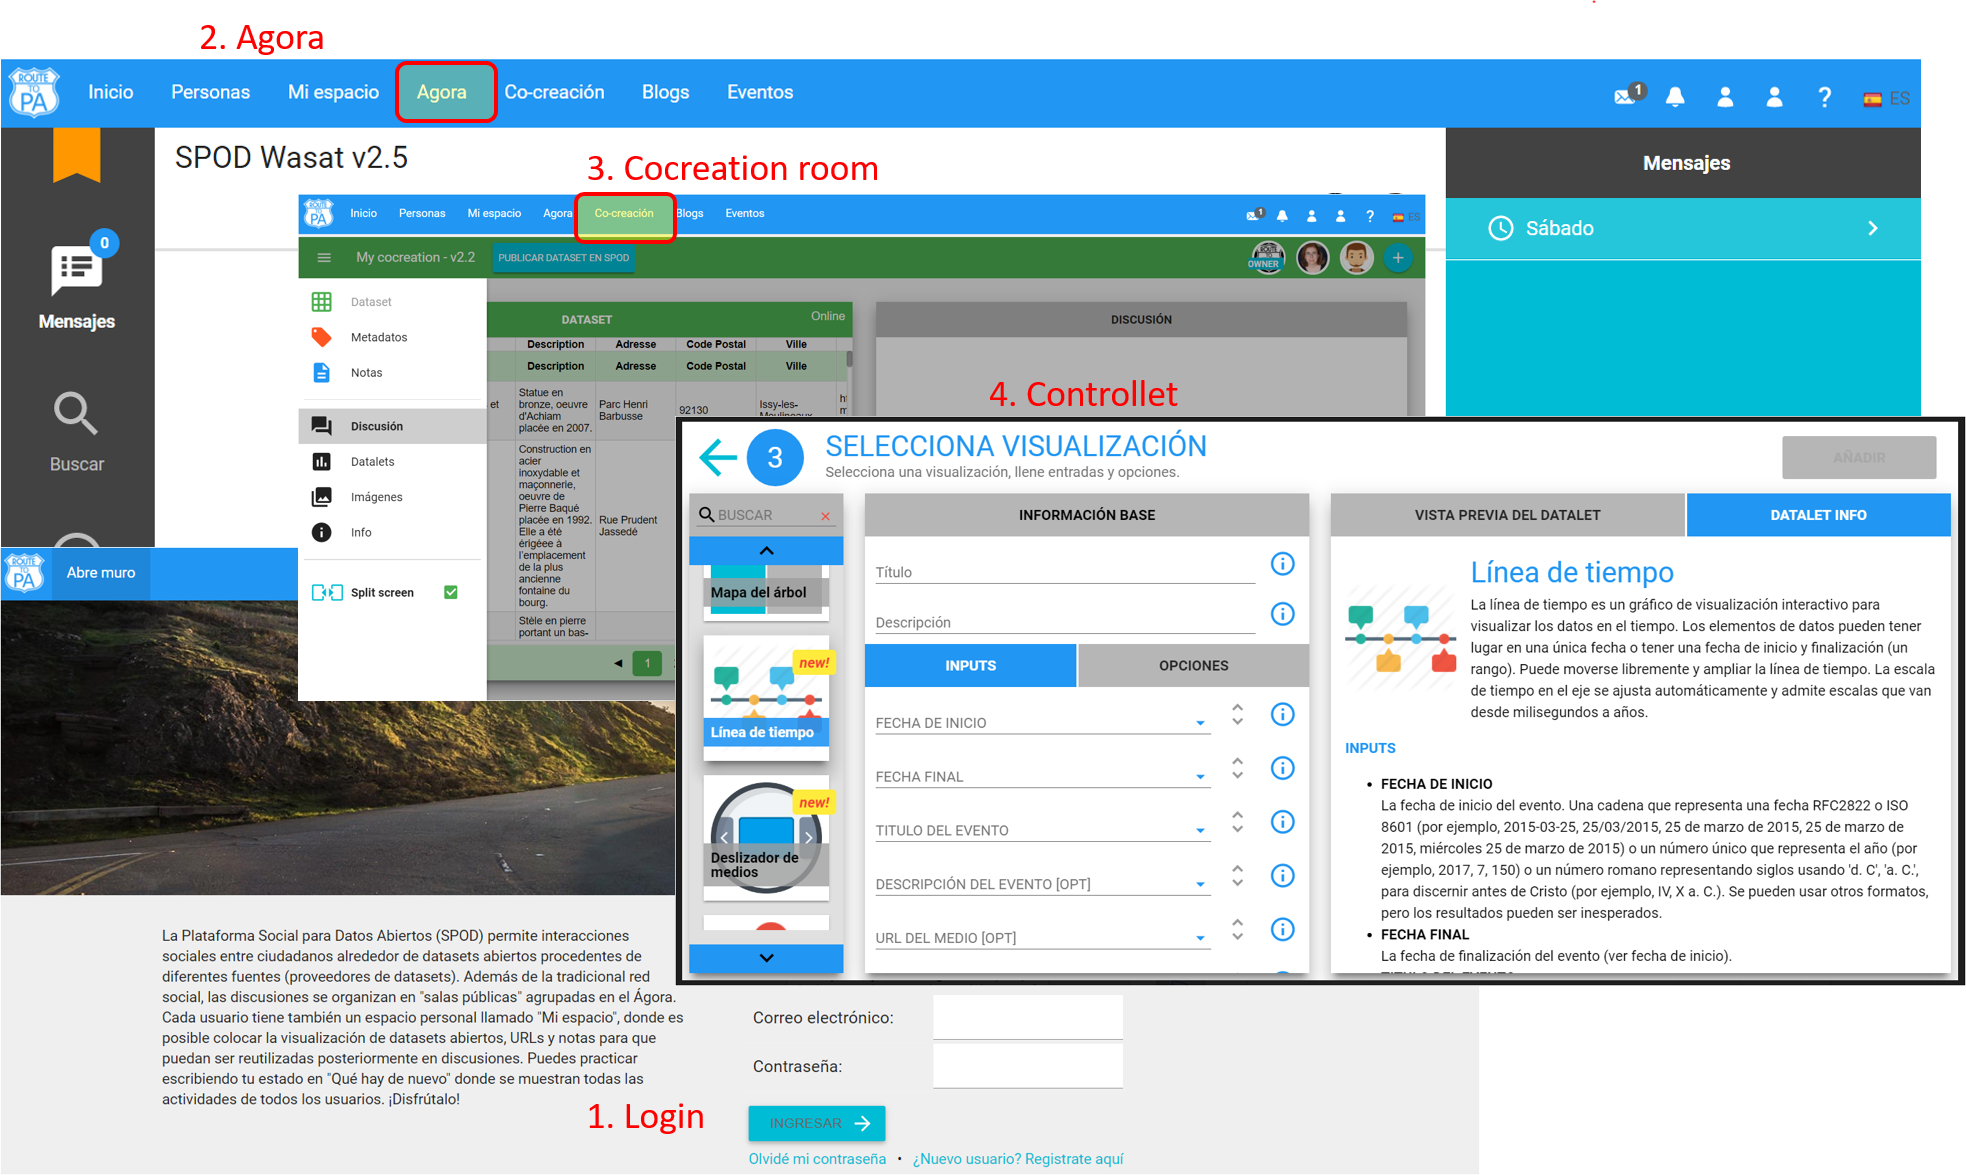 2. Agora
ROUTE TO PA
Inicio
Personas
Mi espacio
Agora
Co-creación
Blogs
Eventos
1
?
ES
SPOD Wasat v2.5
0
Mensajes
Buscar
Mensajes
Sábado
3. Cocreation room
ROUTE TO PA
Inicio
Personas
Mi espacio
Agora
Co-creación
Blogs
Eventos
1
?
ES
My cocreation - v2.2
PUBLICAR DATASET EN SPOD
OWNER
+
Dataset
Metadatos
Notas
Discusión
Datalets
Imágenes
Info
Split screen
DATASET
Online
Description Adresse Code Postal Ville
Description Adresse Code Postal Ville
et
Statue en
bronze, oeuvre
d'Achiam
placée en 2007.
Parc Henri
Barbusse
92130
Issy-les-
Moulineaux
Construction en
acier
inoxydable et
maçonnerie,
oeuvre de
Pierre Baqué
placée en 1992.
Elle a été
érigéee à
l'emplacement
de la plus
ancienne
fontaine du
bourg.
Rue Prudent
Jassedé
Stèle en pierre
portant un bas-
1
DISCUSIÓN
4. Controllet
3
SELECCIONA VISUALIZACIÓN
Selecciona una visualización, llene entradas y opciones.
AÑADIR
BUSCAR
Mapa del árbol
new!
Línea de tiempo
new!
Deslizador de
medios
INFORMACIÓN BASE
Título
Descripción
INPUTS
OPCIONES
FECHA DE INICIO
FECHA FINAL
TITULO DEL EVENTO
DESCRIPCIÓN DEL EVENTO [OPT]
URL DEL MEDIO [OPT]
VISTA PREVIA DEL DATALET
DATALET INFO
Línea de tiempo
La línea de tiempo es un gráfico de visualización interactivo para
visualizar los datos en el tiempo. Los elementos de datos pueden tener
lugar en una única fecha o tener una fecha de inicio y finalización (un
rango). Puede moverse libremente y ampliar la línea de tiempo. La escala
de tiempo en el eje se ajusta automáticamente y admite escalas que van
desde milisegundos a años.
INPUTS
• FECHA DE INICIO
La fecha de inicio del evento. Una cadena que representa una fecha RFC2822 o ISO
8601 (por ejemplo, 2015-03-25, 25/03/2015, 25 de marzo de 2015, 25 de marzo de
2015, miércoles 25 de marzo de 2015) o un número único que representa el año (por
ejemplo, 2017, 7, 150) o un número romano representando siglos usando 'd. C', 'a. C.',
para discernir antes de Cristo (por ejemplo, IV, X a. C.). Se pueden usar otros formatos,
pero los resultados pueden ser inesperados.
• FECHA FINAL
La fecha de finalización del evento (ver fecha de inicio).
ROUTE TO PA
Abre muro
La Plataforma Social para Datos Abiertos (SPOD) permite interacciones
sociales entre ciudadanos alrededor de datasets abiertos procedentes de
diferentes fuentes (proveedores de datasets). Además de la tradicional red
social, las discusiones se organizan en "salas públicas" agrupadas en el Ágora.
Cada usuario tiene también un espacio personal llamado "Mi espacio", donde es
posible colocar la visualización de datasets abiertos, URLs y notas para que
puedan ser reutilizadas posteriormente en discusiones. Puedes practicar
escribiendo tu estado en "Qué hay de nuevo" donde se muestran todas las
actividades de todos los usuarios. ¡Disfrútalo!
Correo electrónico:
Contraseña:
1. Login
INGRESAR
Olvidé mi contraseña • ¿Nuevo usuario? Registrate aquí